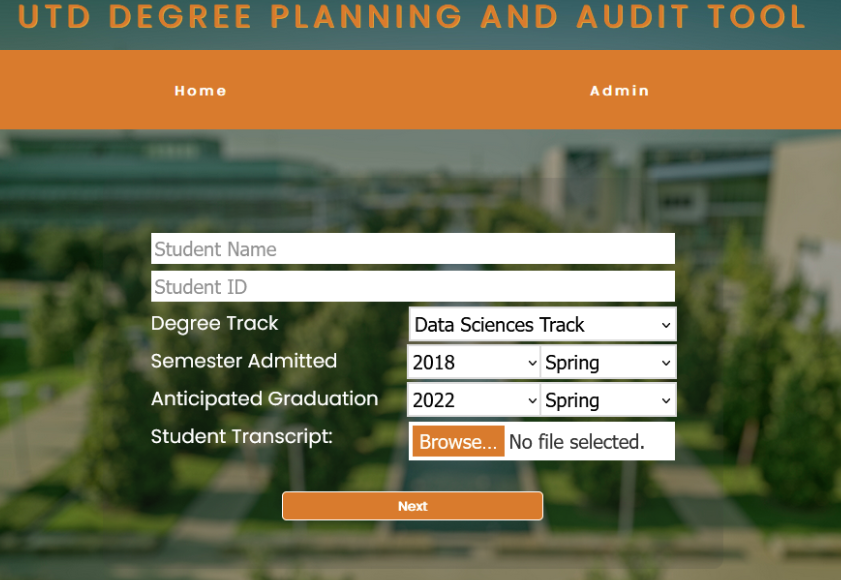 UTD DEGREE PLANNING AND AUDIT TOOL
Home Admin
Student Name
Student ID
Degree Track Data Sciences Track
Semester Admitted 2018 Spring
Anticipated Graduation 2022 Spring
Student Transcript: Browse... No file selected.
Next